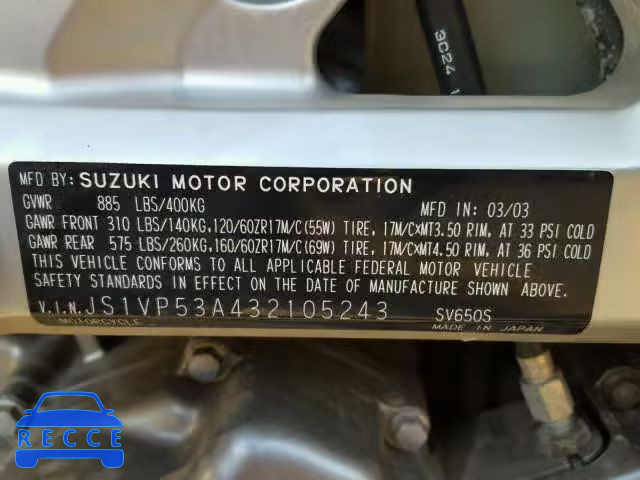 3C24
MFD BY: SUZUKI MOTOR CORPORATION
GVWR 885 LBS/400KG MFD IN: 03/03
GAWR FRONT 310 LBS/140KG,120/60ZR17M/C(55W) TIRE, 17M/C×MT3.50 RIM, AT 33 PSI COLD
GAWR REAR 575 LBS/260KG,160/60ZR17M/C(69W) TIRE, 17M/C×MT4.50 RIM, AT 36 PSI COLD
THIS VEHICLE CONFORMS TO ALL APPLICABLE FEDERAL MOTOR VEHICLE
SAFETY STANDARDS IN EFFECT ON THE DATE OF MANUFACTURE SHOWN ABOVE.
V.I.N. JS1VP53A432105243 SV650S
MOTORCYCLE MADE IN JAPAN
RECCE